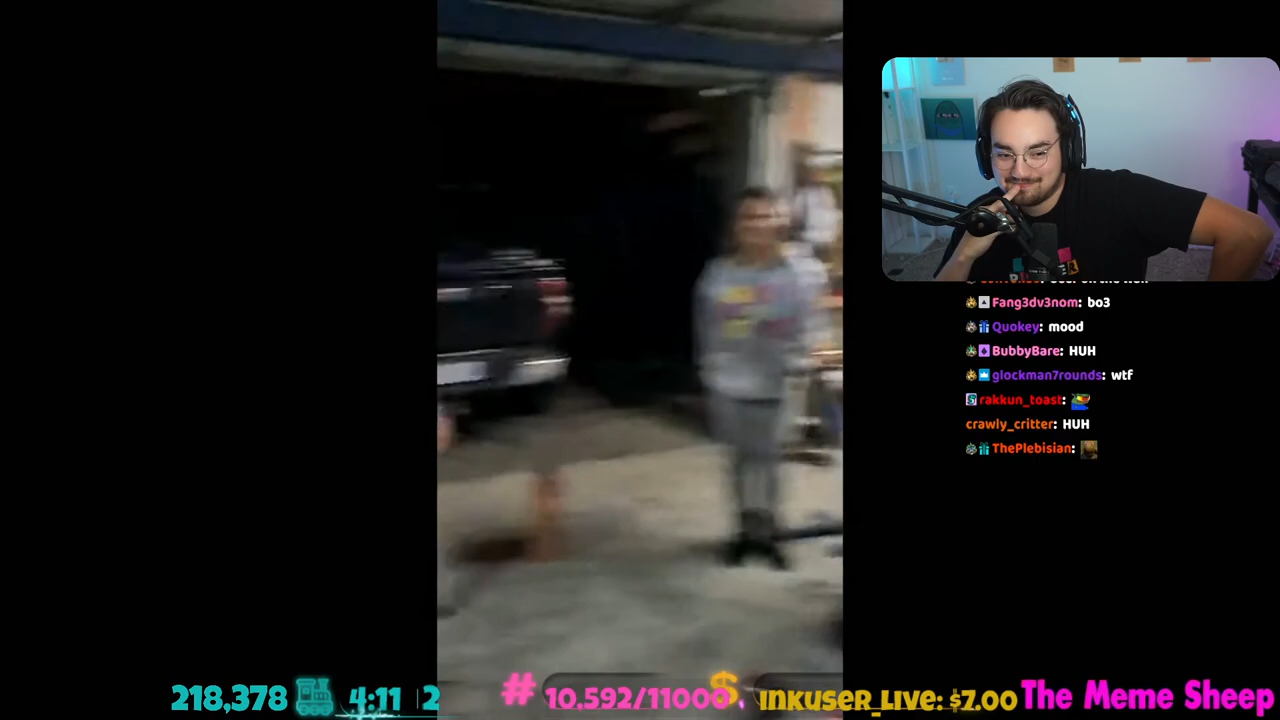 Fang3dv3nom: bo3
Quokey: mood
BubbyBare: HUH
glockman7rounds: wtf
rakkun_toast:
crawly_critter: HUH
ThePlebisian:
218,378 4:11 2 # 10,592/11000 $ INKUSER_LIVE: $7.00 The Meme Sheep